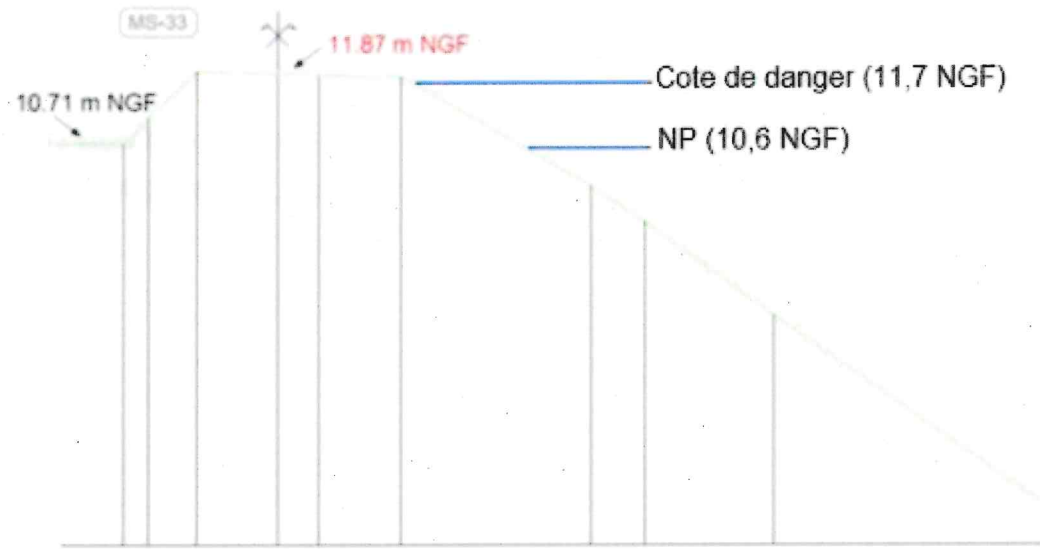 MS-33
11.87 m NGF
Cote de danger (11,7 NGF)
10.71 m NGF
NP (10,6 NGF)